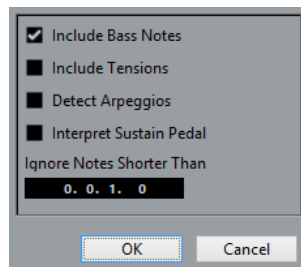 Include Bass Notes
Include Tensions
Detect Arpeggios
Interpret Sustain Pedal
Ignore Notes Shorter Than
0. 0. 1. 0
OK
Cancel